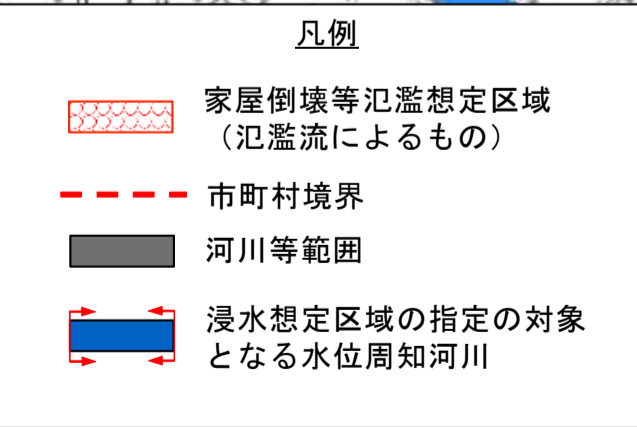 凡例
家屋倒壊等氾濫想定区域
（氾濫流によるもの）
市町村境界
河川等範囲
浸水想定区域の指定の対象
となる水位周知河川